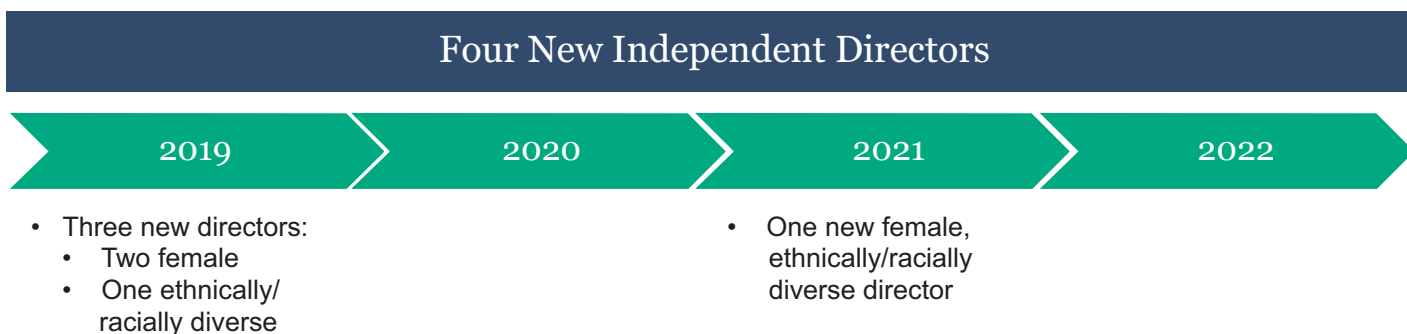 Four New Independent Directors
2019
2020
2021
2022
• Three new directors:
• Two female
• One ethnically/
racially diverse
• One new female,
ethnically/racially
diverse director